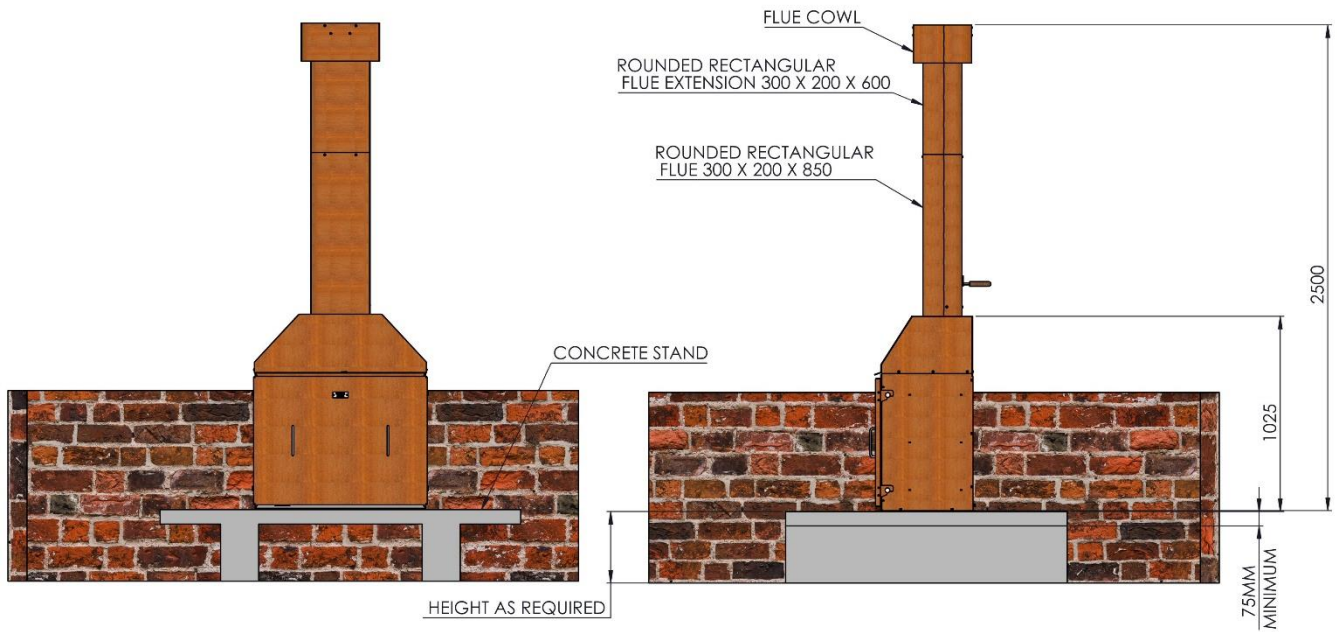 FLUE COWL
ROUNDED RECTANGULAR
FLUE EXTENSION 300 X 200 X 600
ROUNDED RECTANGULAR
FLUE 300 X 200 X 850
2500
CONCRETE STAND
1025
HEIGHT AS REQUIRED
75MM
MINIMUM